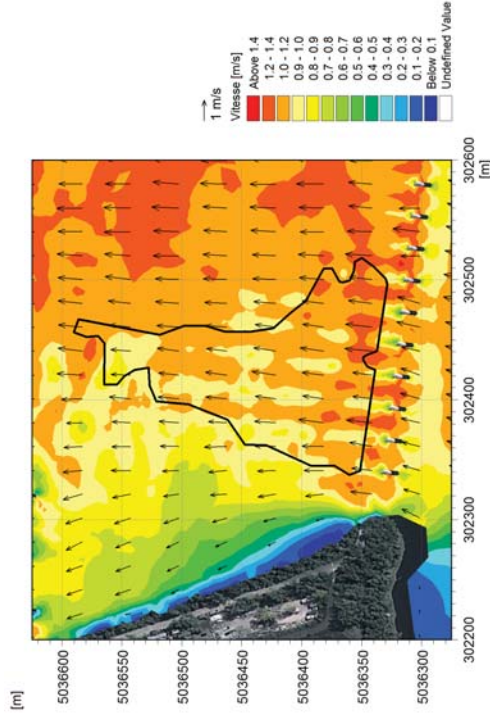 [m]
5036600
5036550
5036500
5036450
5036400
5036350
5036300
302200
302300
302400
302500
302600
[m]
1 m/s
Vitesse [m/s]
Above 1.4
1.2 - 1.4
1.0 - 1.2
0.9 - 1.0
0.8 - 0.9
0.7 - 0.8
0.6 - 0.7
0.5 - 0.6
0.4 - 0.5
0.3 - 0.4
0.2 - 0.3
0.1 - 0.2
Below 0.1
Undefined Value